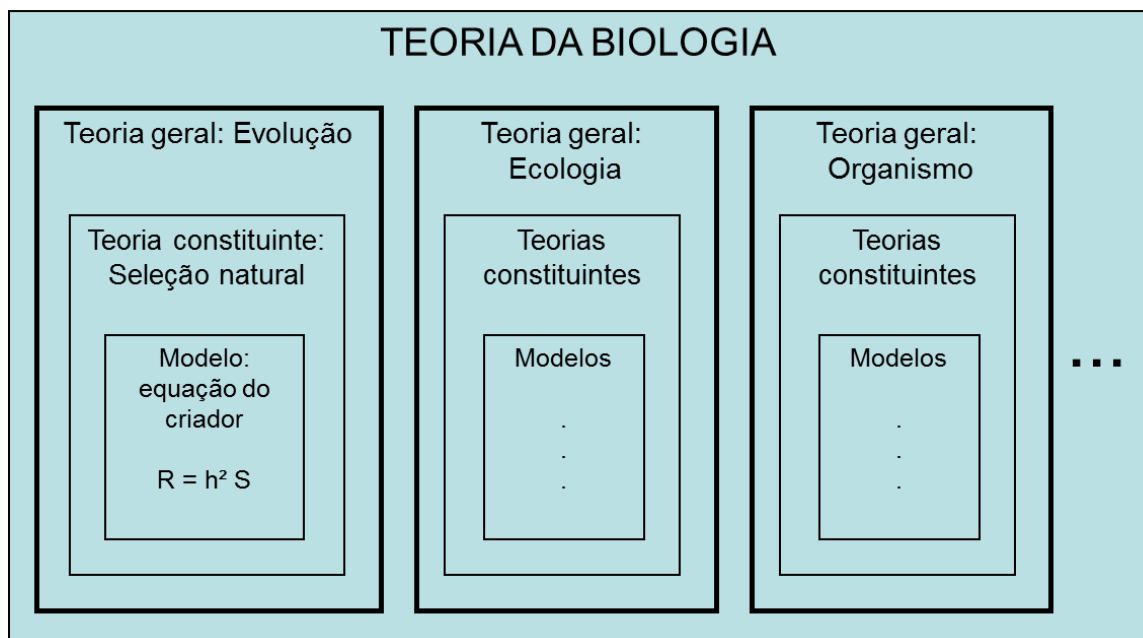 TEORIA DA BIOLOGIA
Teoria geral: Evolução
Teoria constituinte:
Seleção natural
Modelo:
equação do
criador
R = h² S
Teoria geral:
Ecologia
Teorias
constituintes
Modelos
.
.
.
Teoria geral:
Organismo
Teorias
constituintes
Modelos
.
.
.
...